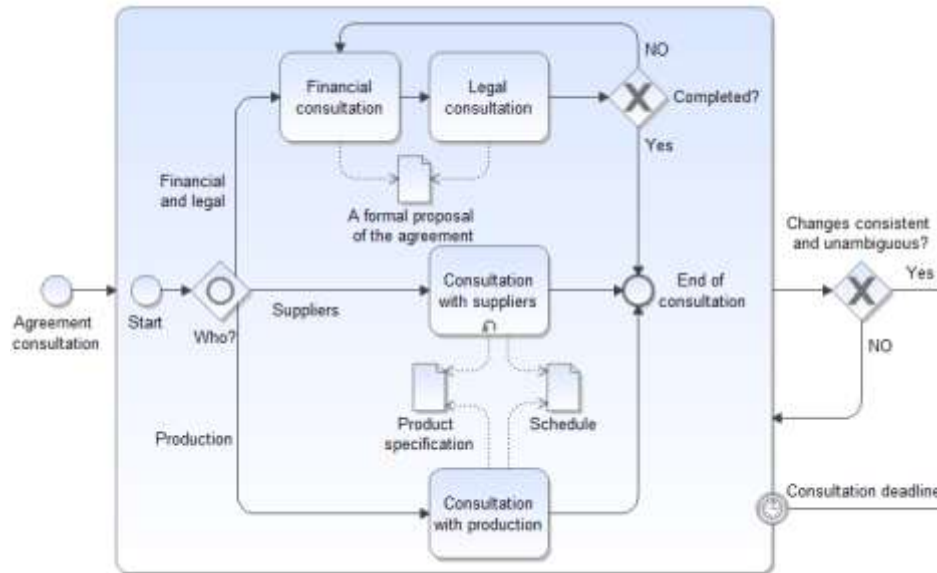 NO
Financial
consultation
Legal
consultation
Completed?
Yes
Financial
and legal
A formal proposal
of the agreement
Changes consistent
and unambiguous?
Consultation
with suppliers
End of
consultation
Yes
Agreement
consultation
Start
Who?
Suppliers
NO
Product
specification
Schedule
Production
Consultation
with production
Consultation deadline